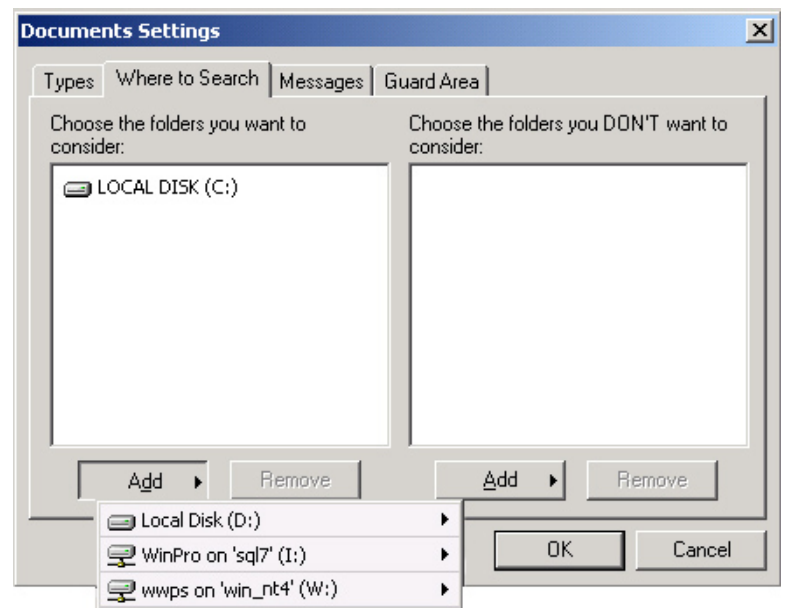 Documents Settings
Types Where to Search Messages Guard Area
Choose the folders you want to
consider:
LOCAL DISK (C:)
Add Remove
Choose the folders you DON'T want to
consider:
Add Remove
Local Disk (D:)
WinPro on 'sql7' (I:)
wwps on 'win_nt4' (W:)
OK Cancel